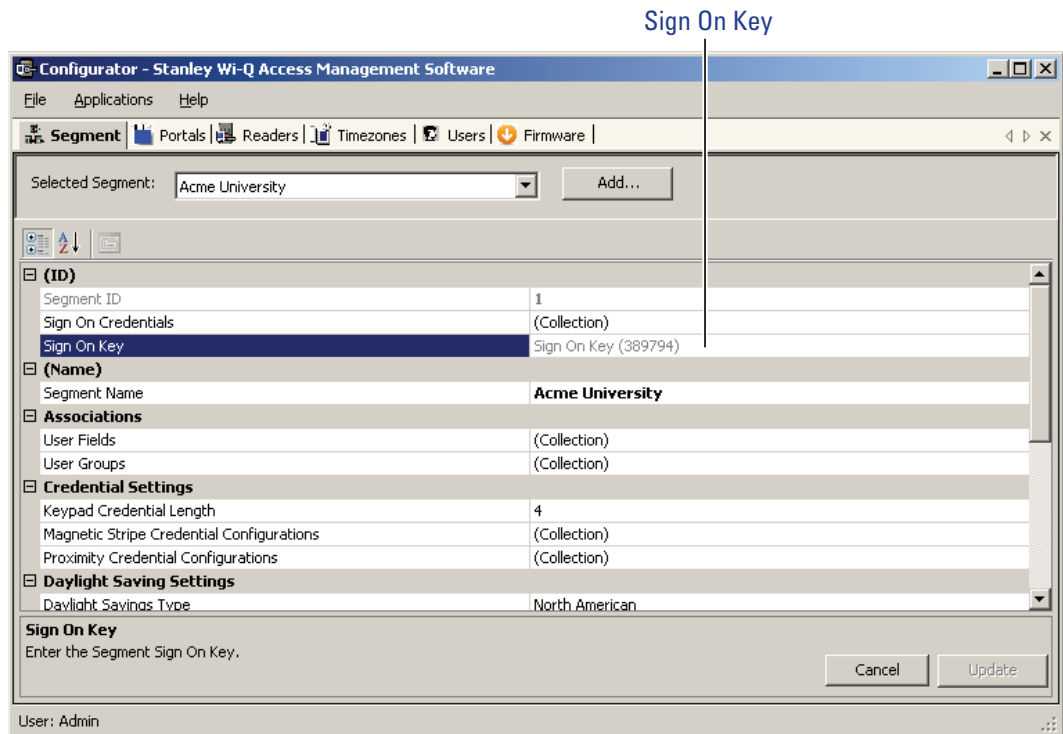 Sign On Key
Configurator - Stanley Wi-Q Access Management Software
File Applications Help
Segment Portals Readers Timezones Users Firmware
Selected Segment: Acme University Add...
(ID)
Segment ID 1
Sign On Credentials (Collection)
Sign On Key Sign On Key (389794)
(Name)
Segment Name Acme University
Associations
User Fields (Collection)
User Groups (Collection)
Credential Settings
Keypad Credential Length 4
Magnetic Stripe Credential Configurations (Collection)
Proximity Credential Configurations (Collection)
Daylight Saving Settings
Daylight Savings Type North American
Sign On Key
Enter the Segment Sign On Key.
Cancel Update
User: Admin